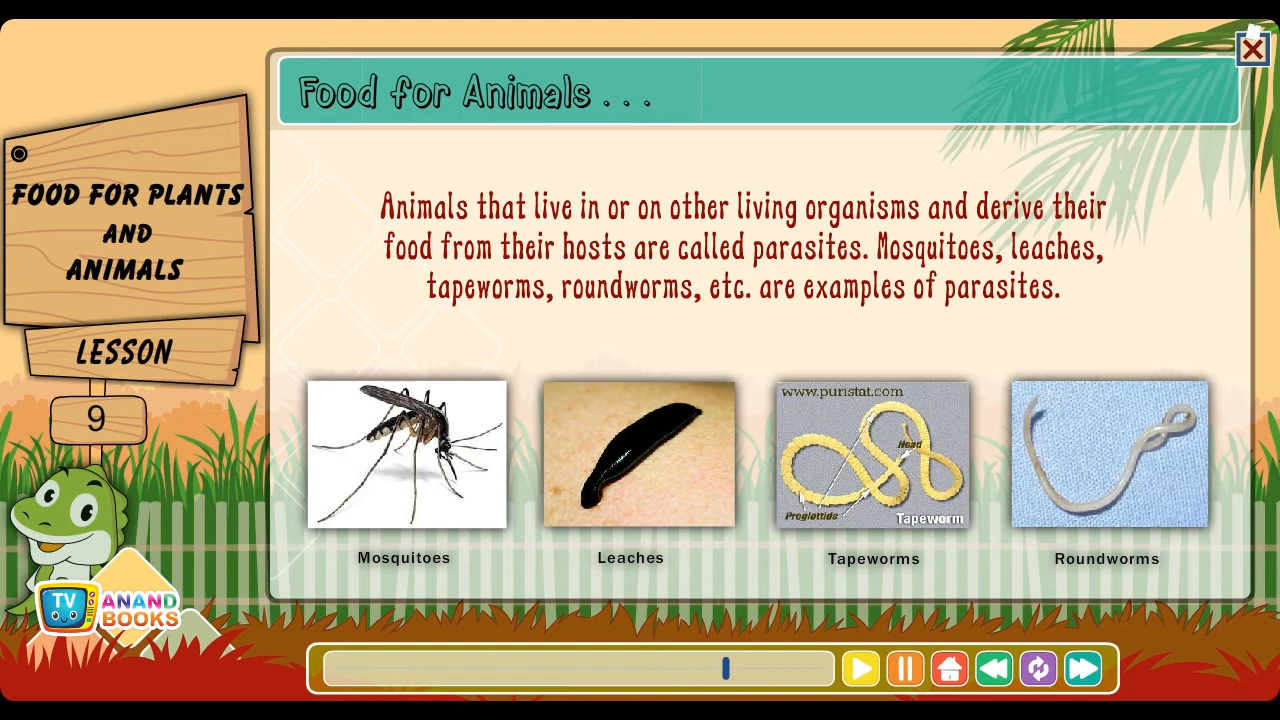 Food for Animals . . .
FOOD FOR PLANTS
AND
ANIMALS
LESSON
9
Animals that live in or on other living organisms and derive their
food from their hosts are called parasites. Mosquitoes, leaches,
tapeworms, roundworms, etc. are examples of parasites.
www.puristat.com
Head
Proglottids
Tapeworm
Mosquitoes
Leaches
Tapeworms
Roundworms
TV
ANAND
BOOKS